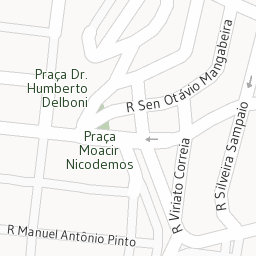 Praça Dr.
Humberto
Delboni
R Sen Otávio Mangabeira
Praça
Moacir
Nicodemos
R Viriato Correia
R Silveira Sampaio
R Manuel Antônio Pinto